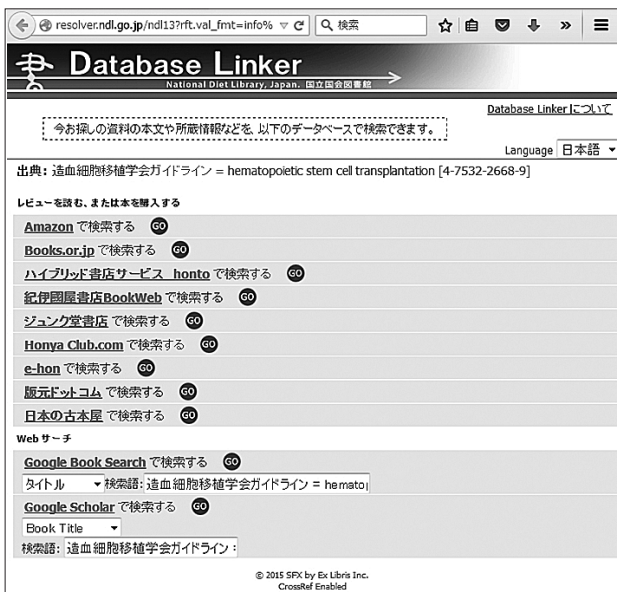 resolver.ndl.go.jp/ndl13?rft.val_fmt=info%
検索
Database Linker
National Diet Library, Japan. 国立国会図書館
Database Linkerについて
今お探しの資料の本文や所蔵情報などを、以下のデータベースで検索できます。
Language 日本語
出典: 造血細胞移植学会ガイドライン = hematopoietic stem cell transplantation [4-7532-2668-9]
レビューを読む、または本を購入する
Amazon で検索する GO
Books.or.jp で検索する GO
ハイブリッド書店サービス honto で検索する GO
紀伊國屋書店BookWeb で検索する GO
ジュンク堂書店 で検索する GO
Honya Club.com で検索する GO
e-hon で検索する GO
版元ドットコム で検索する GO
日本の古本屋 で検索する GO
Web サーチ
Google Book Search で検索する GO
タイトル 検索語: 造血細胞移植学会ガイドライン = hemato
Google Scholar で検索する GO
Book Title
検索語: 造血細胞移植学会ガイドライン :
© 2015 SFX by Ex Libris Inc.
CrossRef Enabled